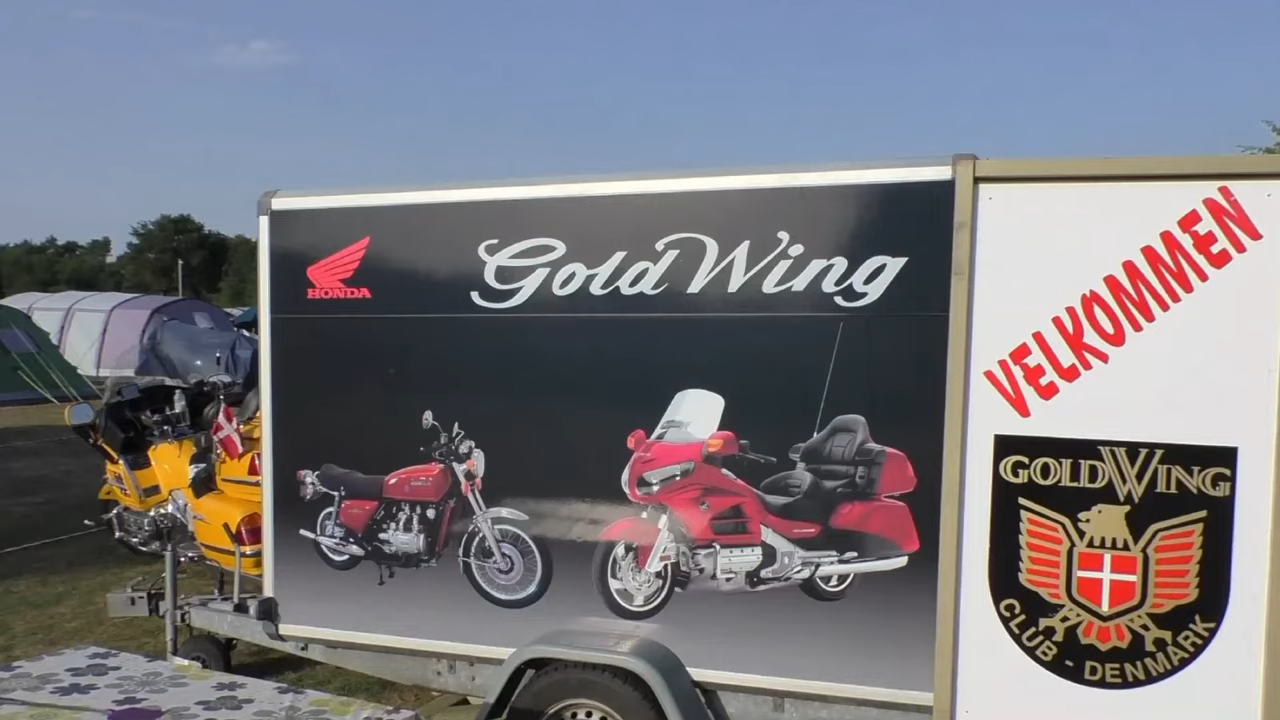 HONDA
Gold Wing
VELKOMMEN
GOLDWING
CLUB - DENMARK